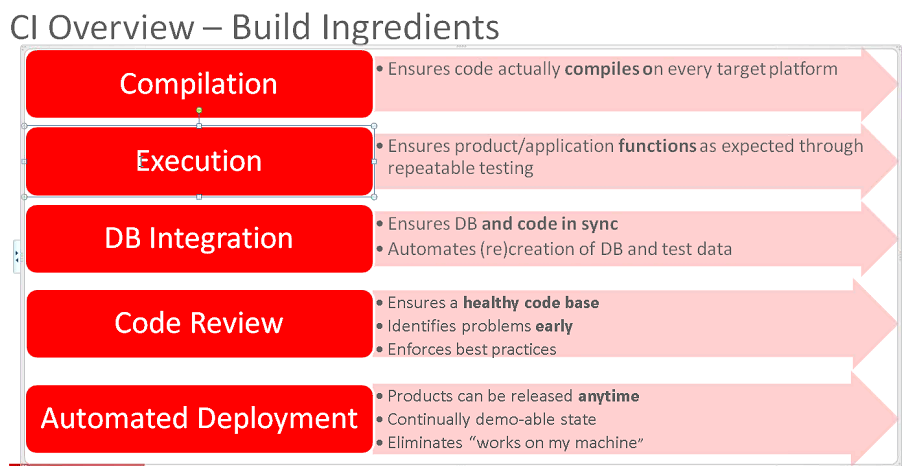 CI Overview – Build Ingredients
Compilation
• Ensures code actually compiles on every target platform
Execution
• Ensures product/application functions as expected through
repeatable testing
DB Integration
• Ensures DB and code in sync
• Automates (re)creation of DB and test data
Code Review
• Ensures a healthy code base
• Identifies problems early
• Enforces best practices
Automated Deployment
• Products can be released anytime
• Continually demo-able state
• Eliminates “works on my machine”